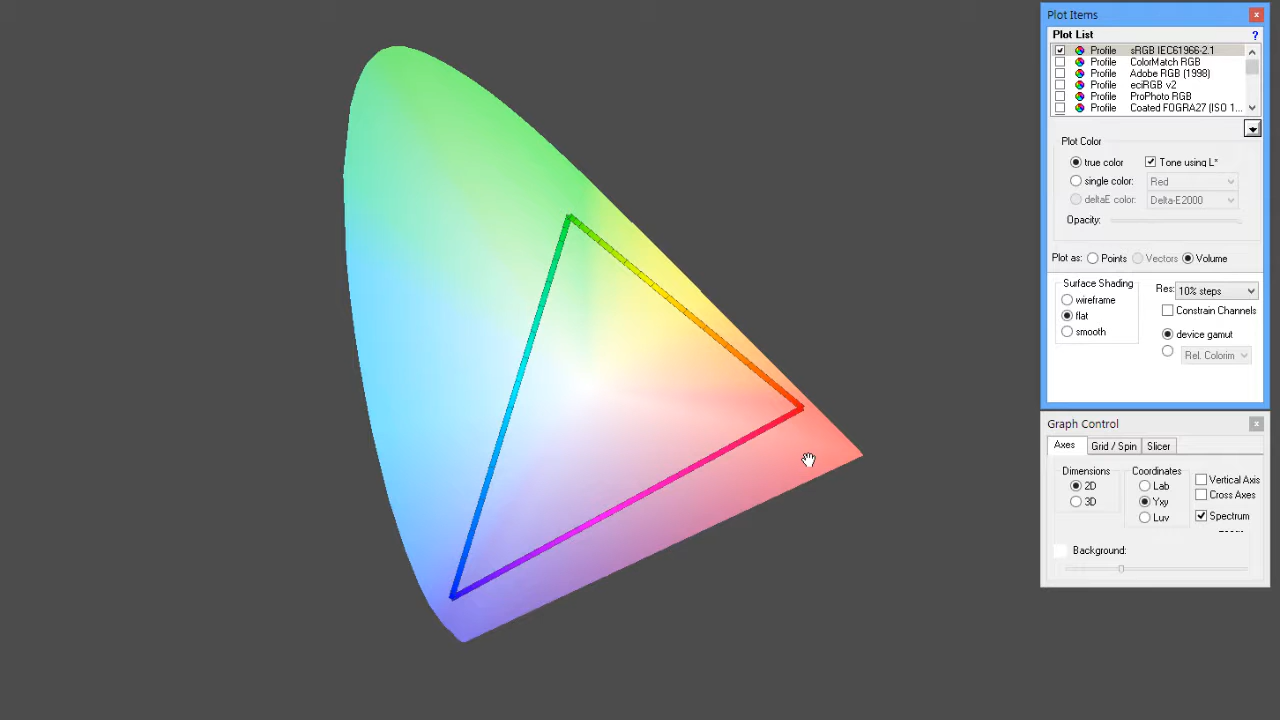 Plot Items
Plot List ?
Profile sRGB IEC61966-2.1
Profile ColorMatch RGB
Profile Adobe RGB (1998)
Profile eciRGB v2
Profile ProPhoto RGB
Profile Coated FOGRA27 (ISO 1...
Plot Color
true color Tone using L*
single color: Red
deltaE color: Delta-E2000
Opacity:
Plot as: Points Vectors Volume
Surface Shading Res: 10% steps
wireframe Constrain Channels
flat device gamut
smooth Rel. Colorim
Graph Control
Axes Grid / Spin Slicer
Dimensions Coordinates
2D Lab Vertical Axis
3D Yxy Cross Axes
Luv Spectrum
Background: